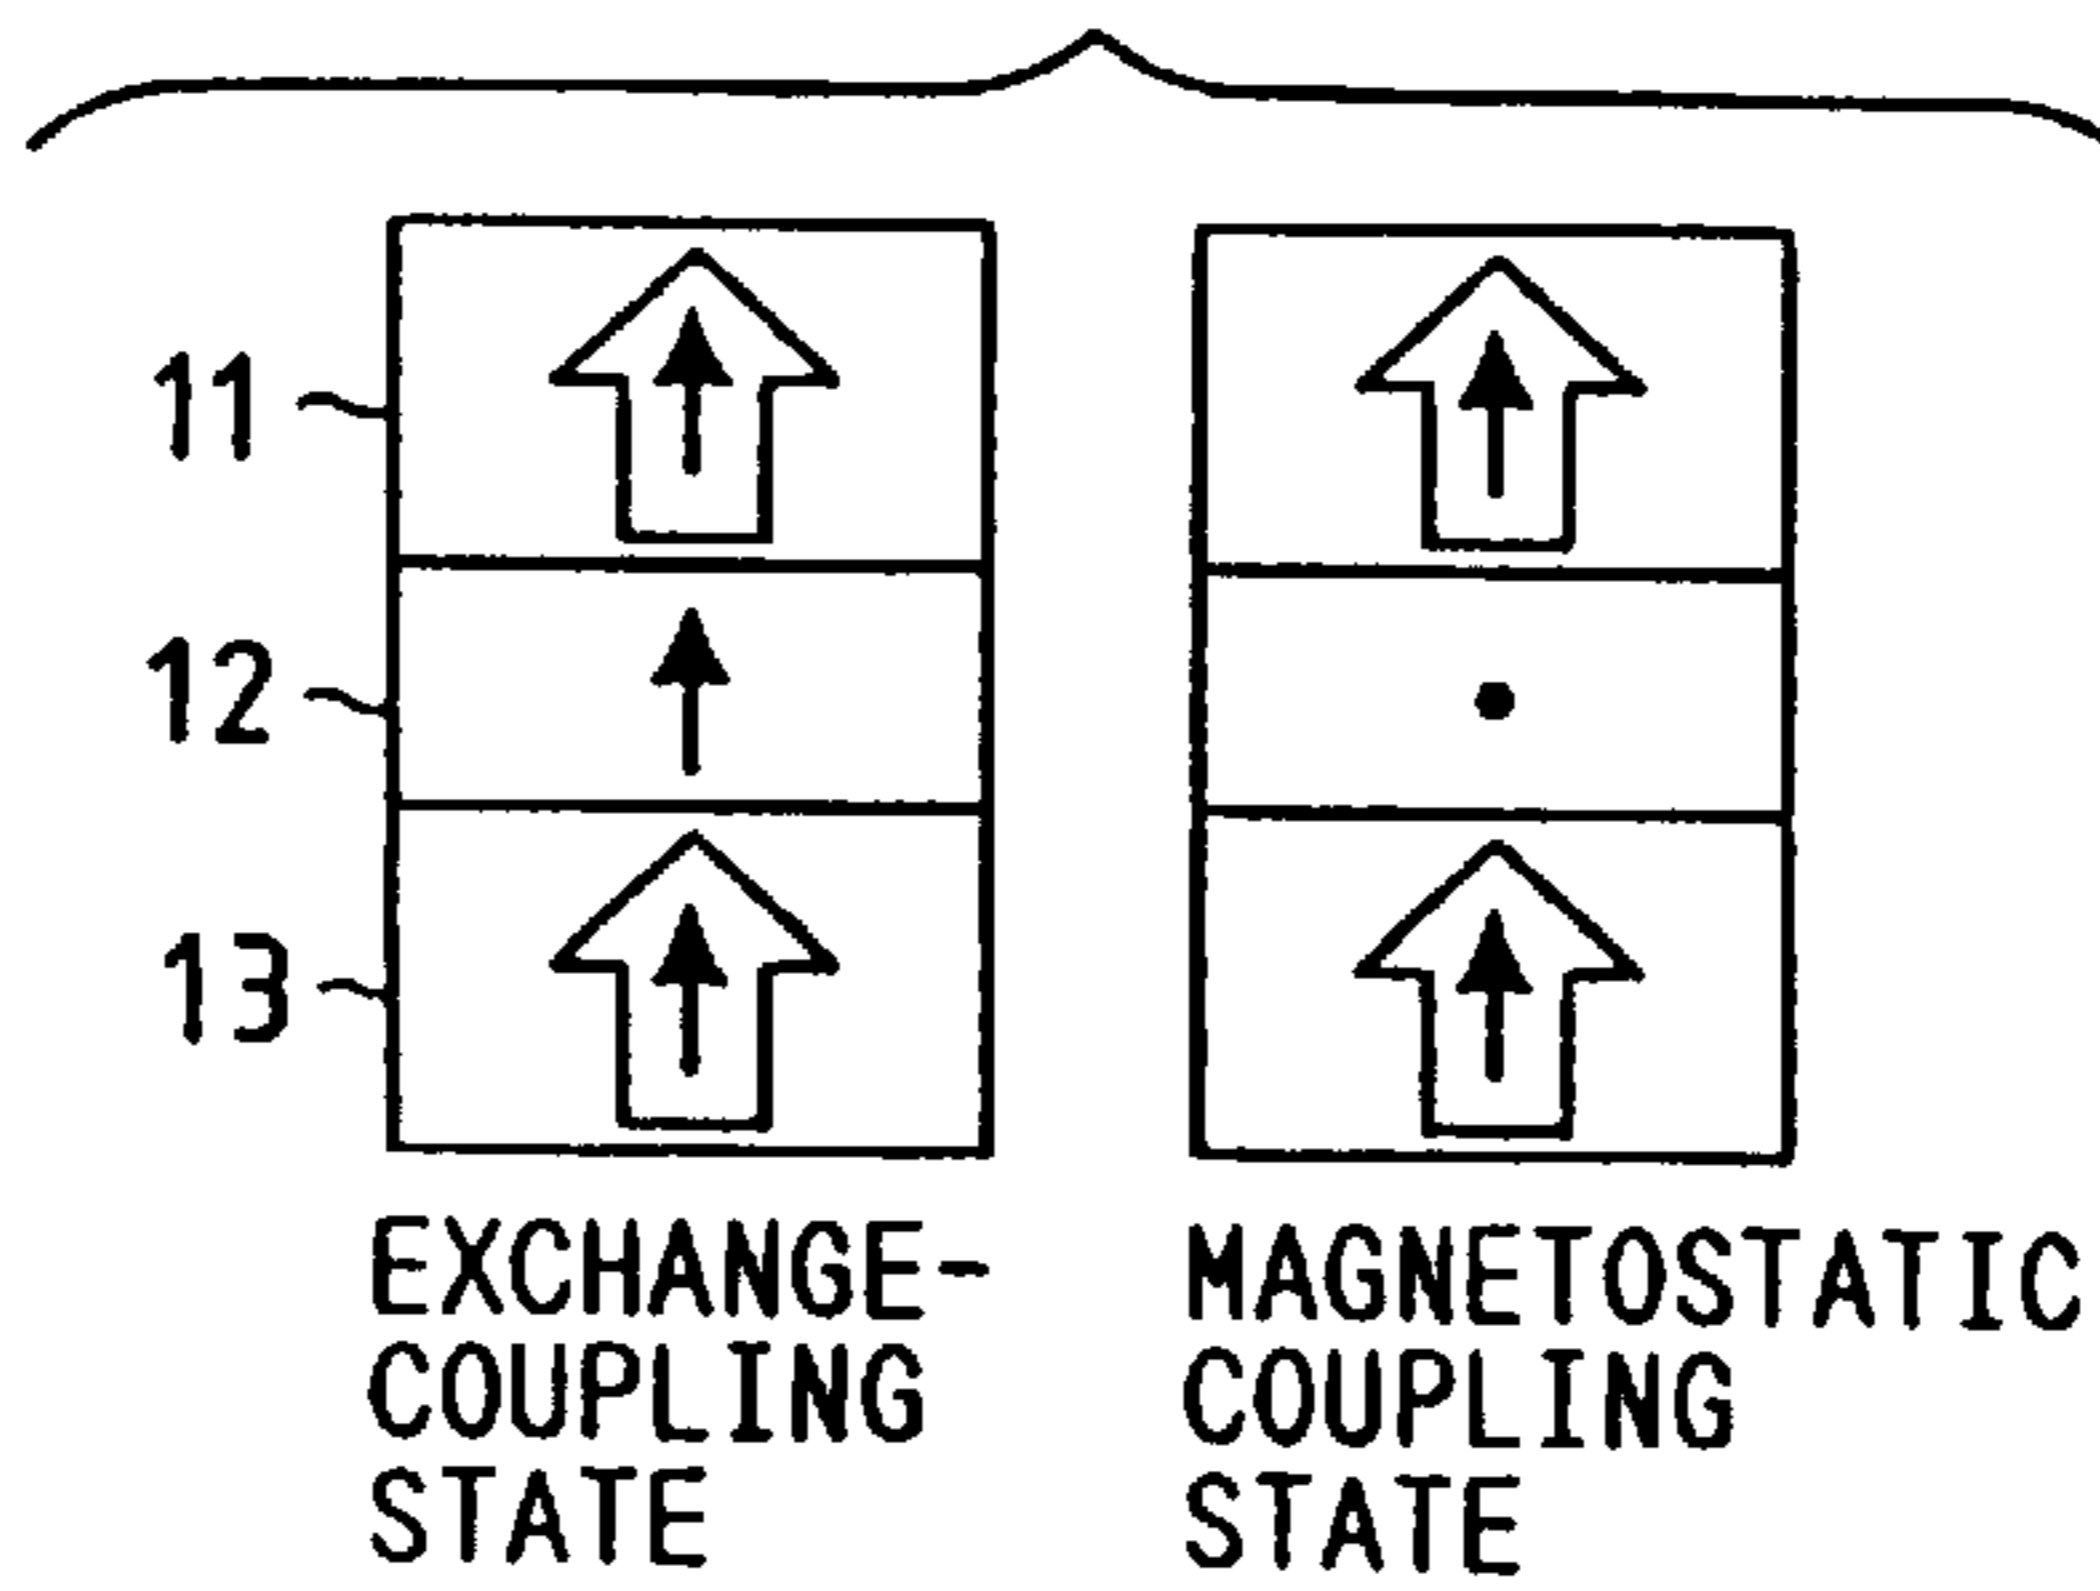 11
12
13
EXCHANGE-
COUPLING
STATE
MAGNETOSTATIC
COUPLING
STATE